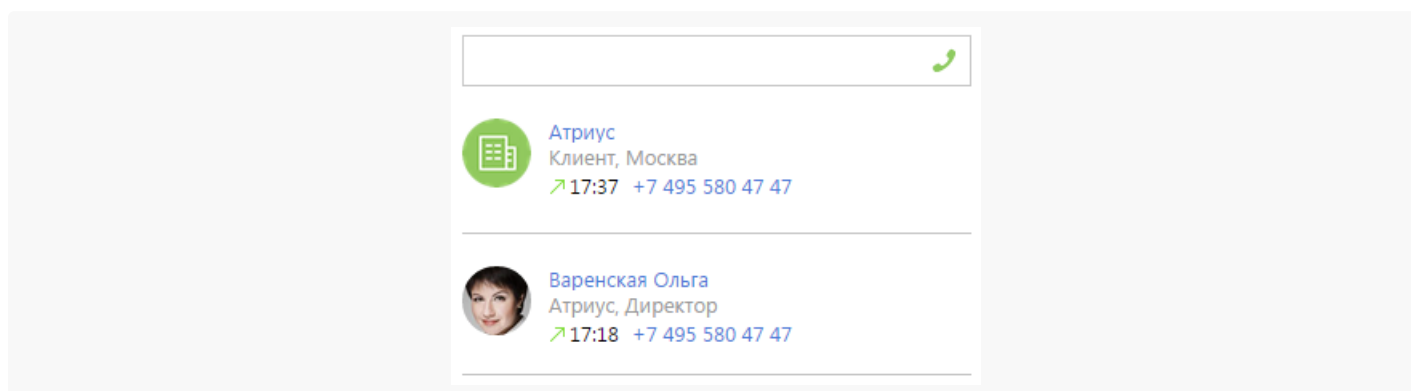 Атриус
Клиент, Москва
17:37 +7 495 580 47 47
Варенская Ольга
Атриус, Директор
17:18 +7 495 580 47 47